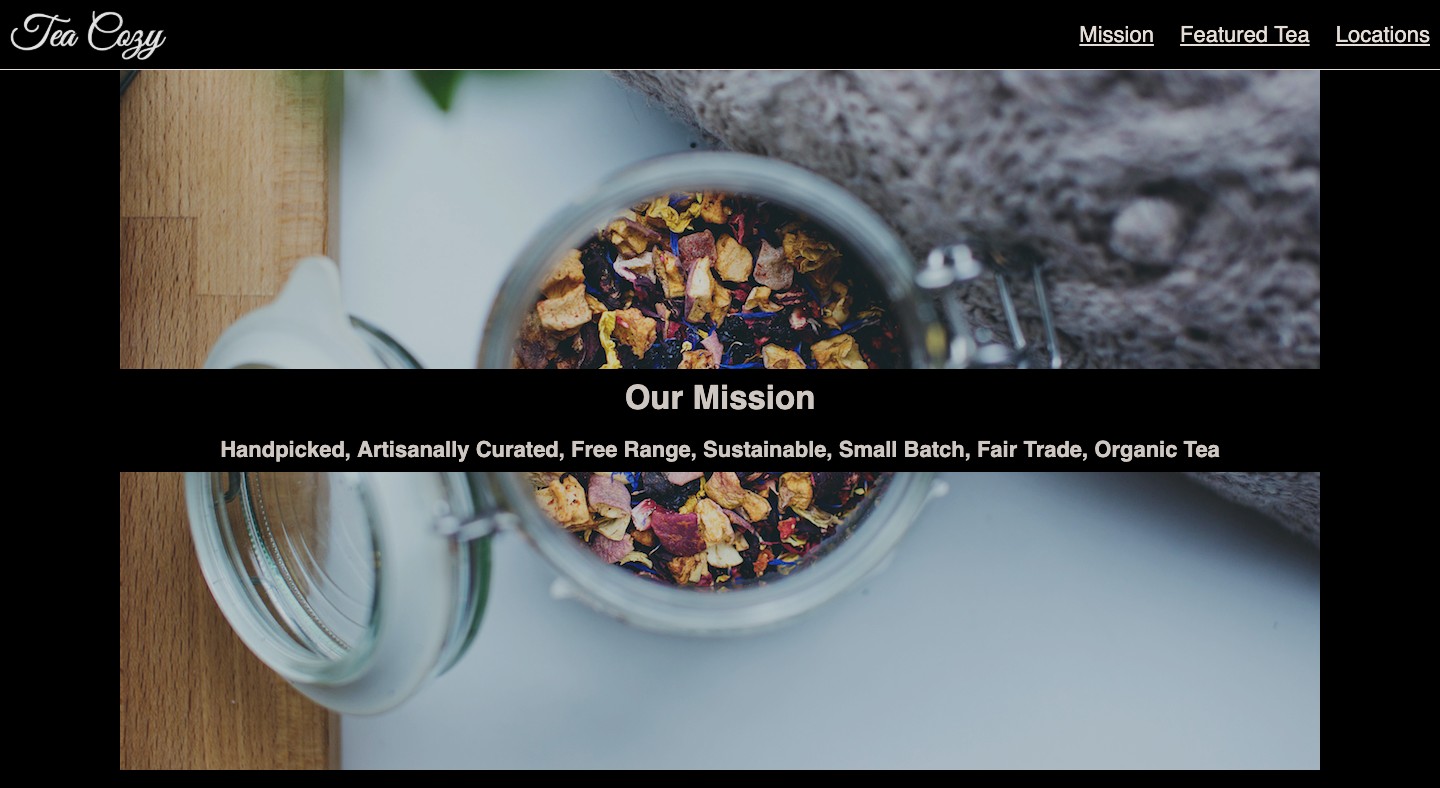 Tea Cozy
Mission Featured Tea Locations
Our Mission
Handpicked, Artisanally Curated, Free Range, Sustainable, Small Batch, Fair Trade, Organic Tea